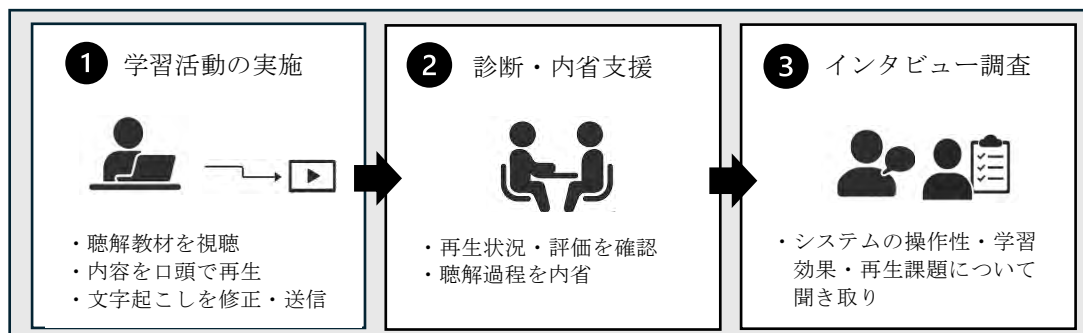 1 学習活動の実施
・聴解教材を視聴
・内容を口頭で再生
・文字起こしを修正・送信
2 診断・内省支援
・再生状況・評価を確認
・聴解過程を内省
3 インタビュー調査
・システムの操作性・学習
効果・再生課題について
聞き取り